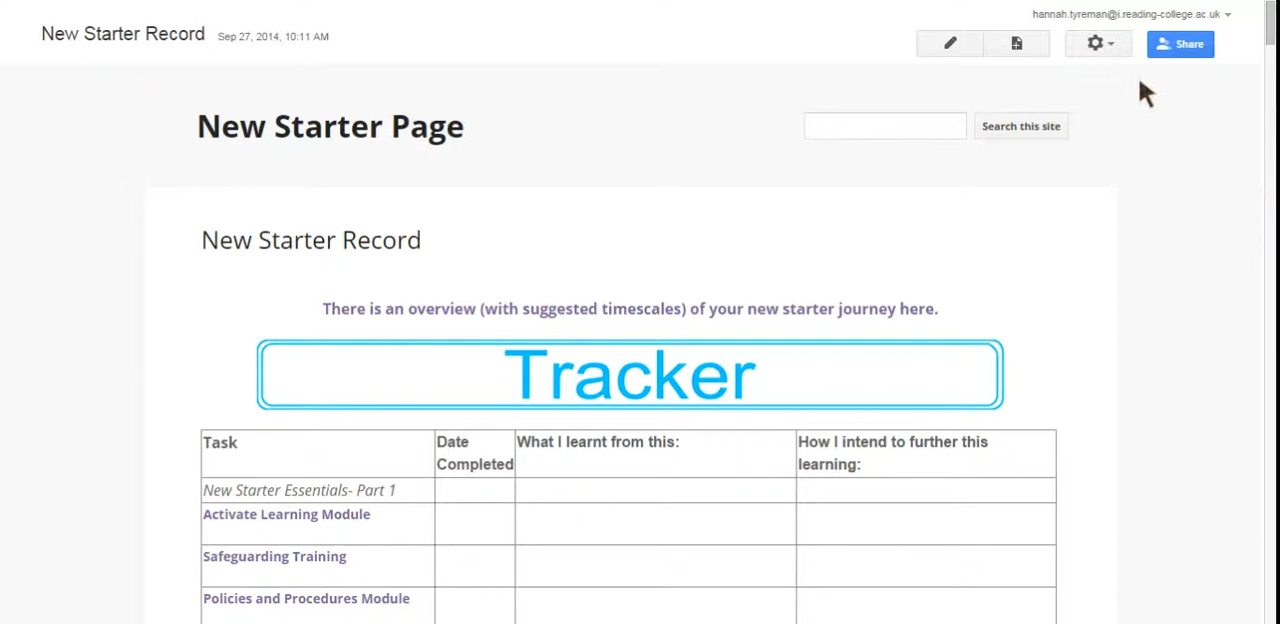 hannah.tyreman@i.reading-college.ac.uk
New Starter Record Sep 27, 2014, 10:11 AM
Share
New Starter Page
Search this site
New Starter Record
There is an overview (with suggested timescales) of your new starter journey here.
Tracker
Task
Date Completed
What I learnt from this:
How I intend to further this
learning:
New Starter Essentials- Part 1
Activate Learning Module
Safeguarding Training
Policies and Procedures Module